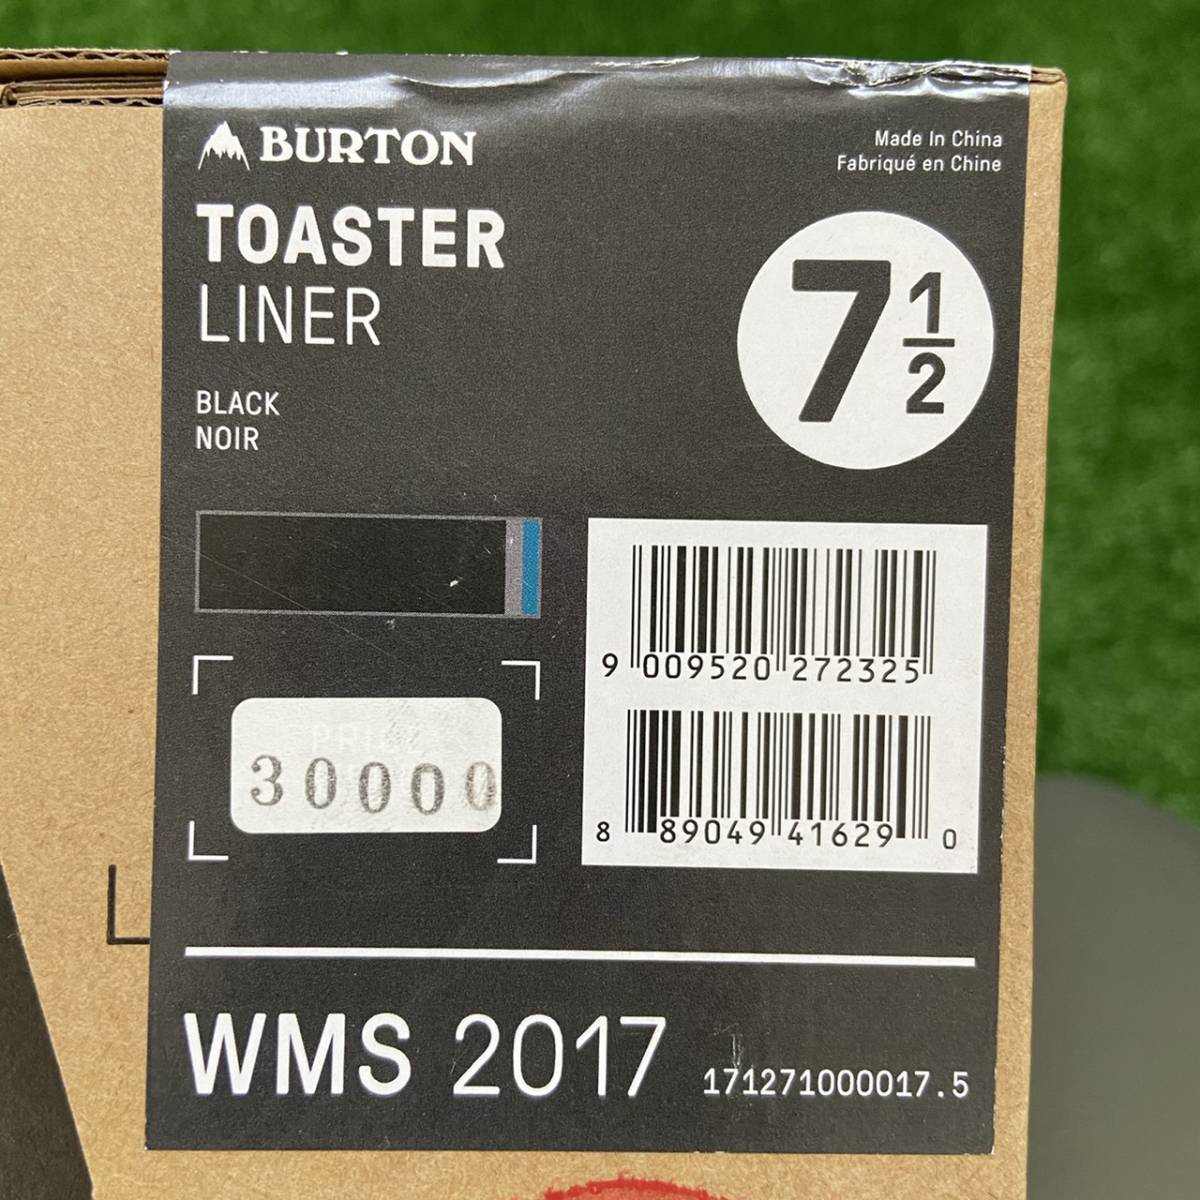 BURTON
Made In China
Fabriqué en Chine
TOASTER
LINER
7 1/2
BLACK
NOIR
9 009520 272325
PRICE
30000
8 89049 41629 0
WMS 2017
171271000017.5